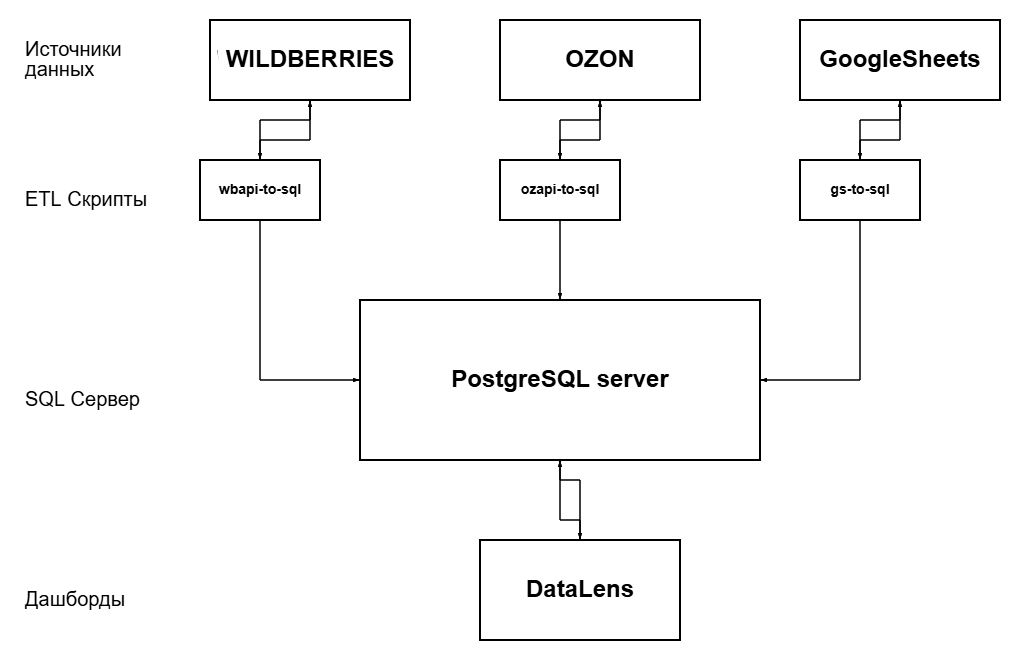 Источники
данных
WILDBERRIES
OZON
GoogleSheets
ETL Скрипты
wbapi-to-sql
ozapi-to-sql
gs-to-sql
SQL Сервер
PostgreSQL server
Дашборды
DataLens